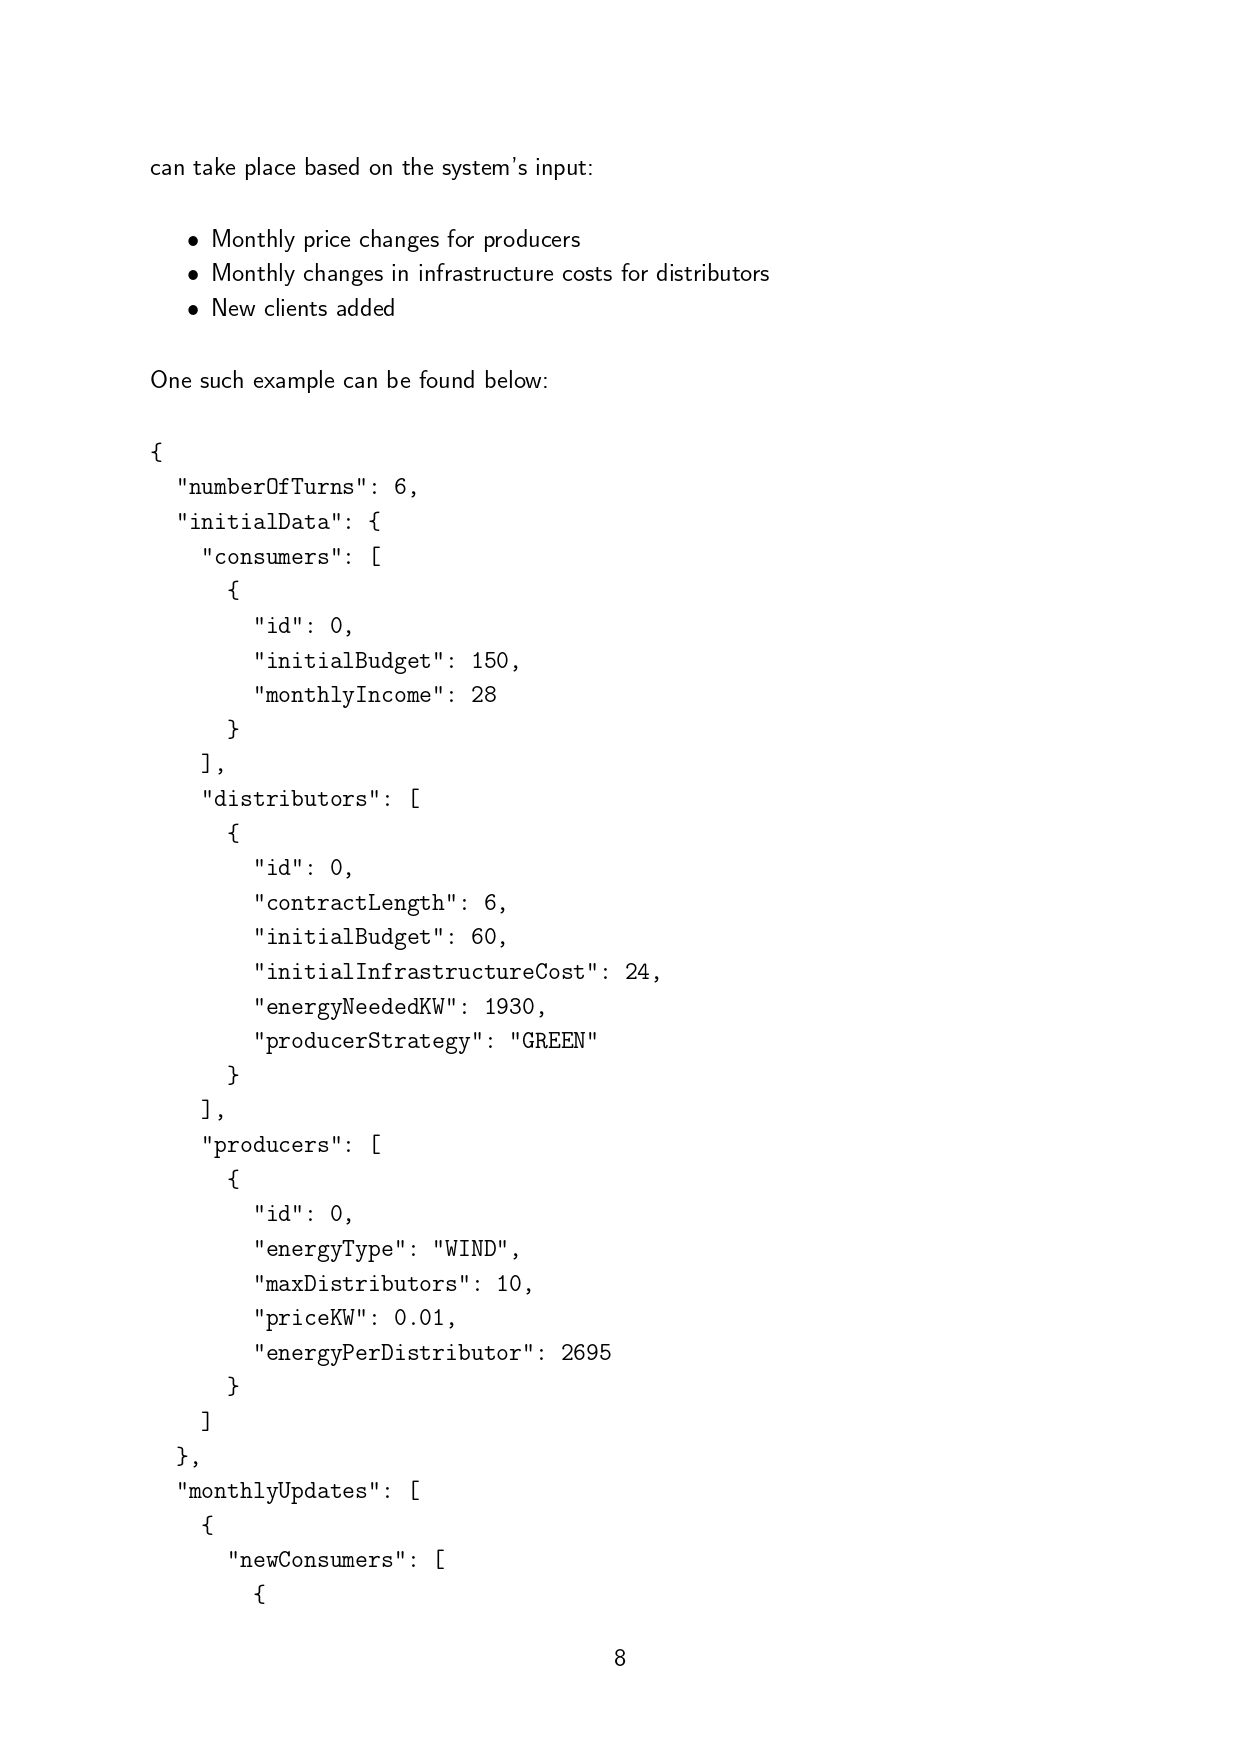 can take place based on the system's input:
• Monthly price changes for producers
• Monthly changes in infrastructure costs for distributors
• New clients added
One such example can be found below:
{
  "numberOfTurns": 6,
  "initialData": {
    "consumers": [
      {
        "id": 0,
        "initialBudget": 150,
        "monthlyIncome": 28
      }
    ],
    "distributors": [
      {
        "id": 0,
        "contractLength": 6,
        "initialBudget": 60,
        "initialInfrastructureCost": 24,
        "energyNeededKW": 1930,
        "producerStrategy": "GREEN"
      }
    ],
    "producers": [
      {
        "id": 0,
        "energyType": "WIND",
        "maxDistributors": 10,
        "priceKW": 0.01,
        "energyPerDistributor": 2695
      }
    ]
  },
  "monthlyUpdates": [
    {
      "newConsumers": [
        {
8